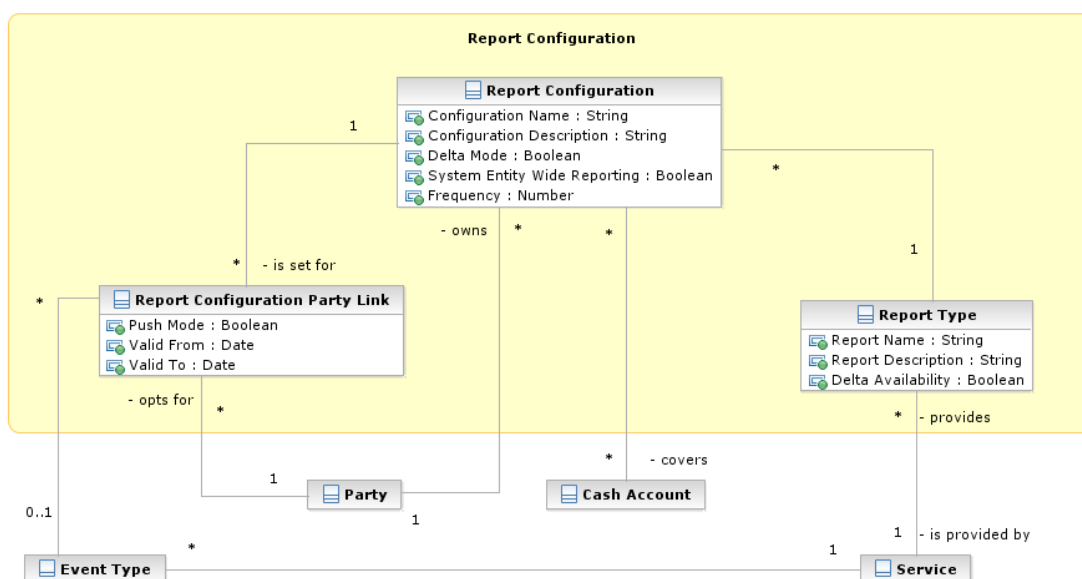 Report Configuration
Report Configuration
Configuration Name : String
Configuration Description : String
Delta Mode : Boolean
System Entity Wide Reporting : Boolean
Frequency : Number
1
*
- owns
*
*
1
*
- is set for
*
Report Configuration Party Link
Push Mode : Boolean
Valid From : Date
Valid To : Date
Report Type
Report Name : String
Report Description : String
Delta Availability : Boolean
- opts for
*
*
- provides
*
- covers
1
Party
Cash Account
0..1
1
1
- is provided by
*
1
Event Type
Service